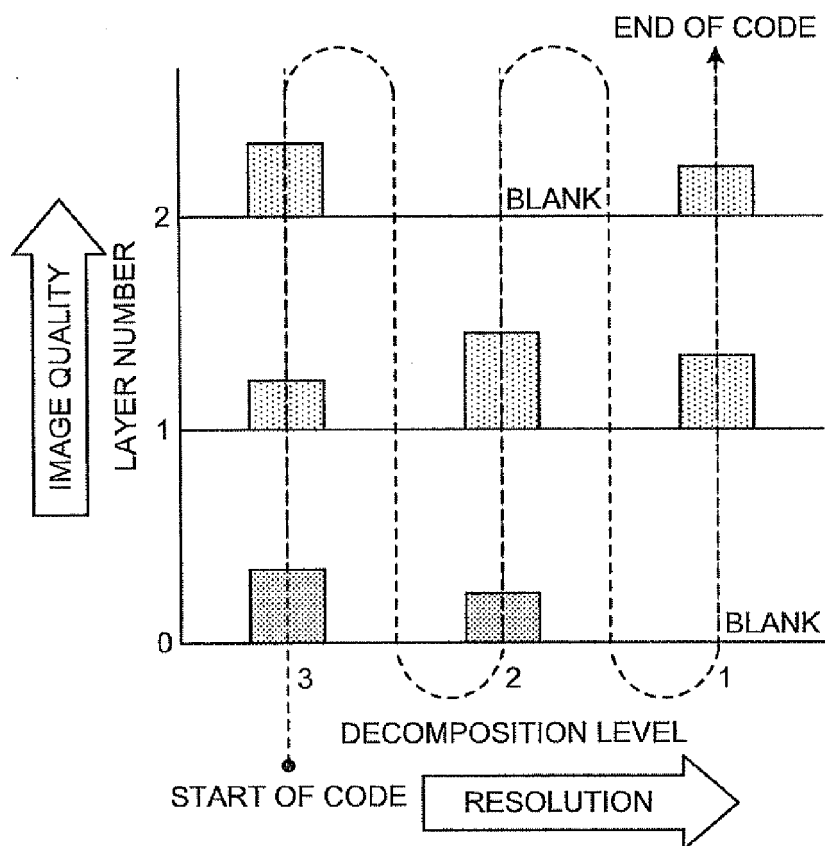 END OF CODE
BLANK
2
1
0
BLANK
IMAGE QUALITY
LAYER NUMBER
3 2 1
DECOMPOSITION LEVEL
START OF CODE
RESOLUTION